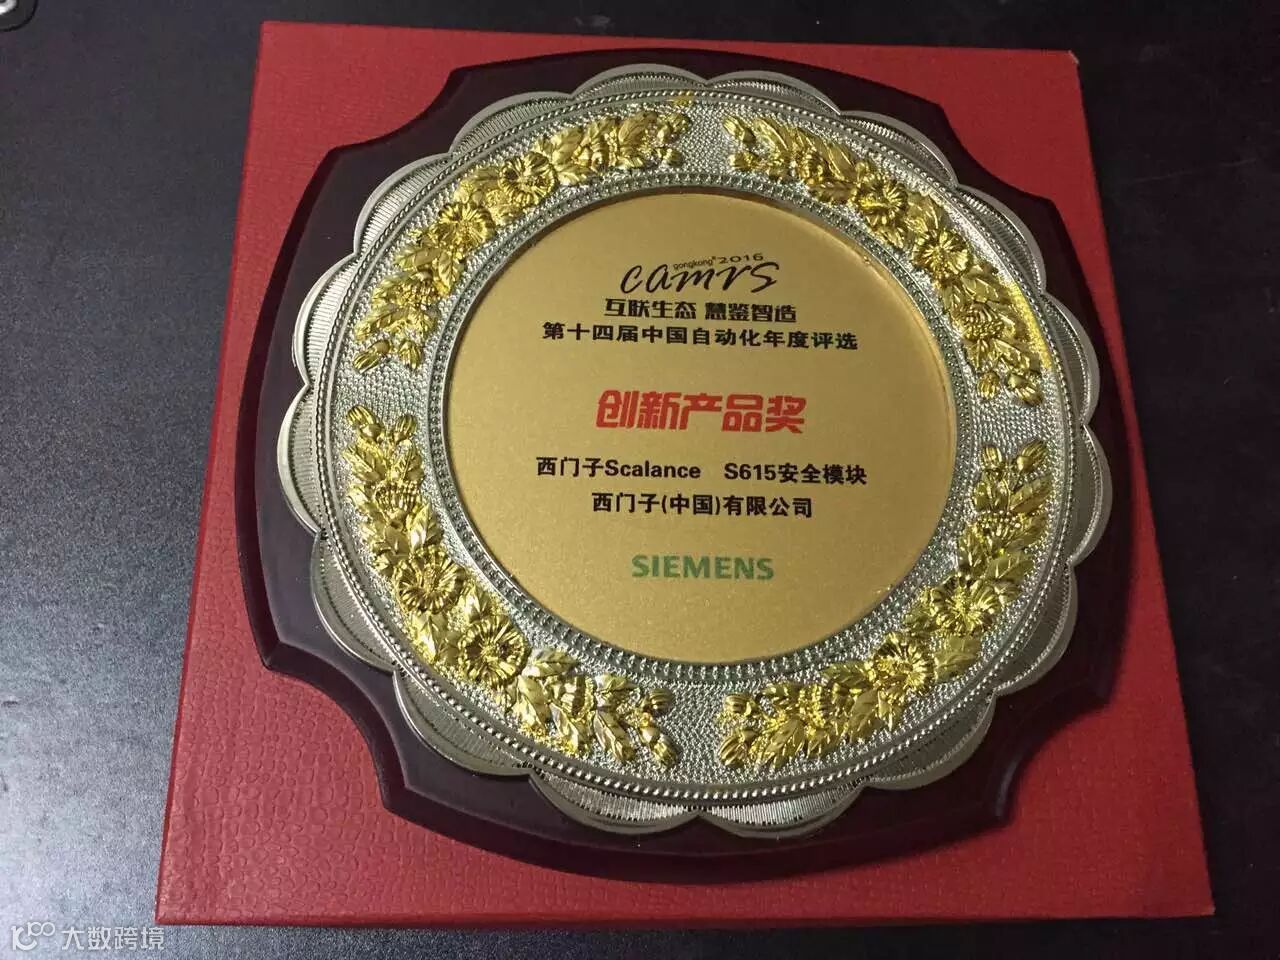 gongkong® 2016
camrs
互联生态 慧鉴智造
第十四届中国自动化年度评选
创新产品奖
西门子Scalance S615安全模块
西门子(中国)有限公司
SIEMENS
大数跨境